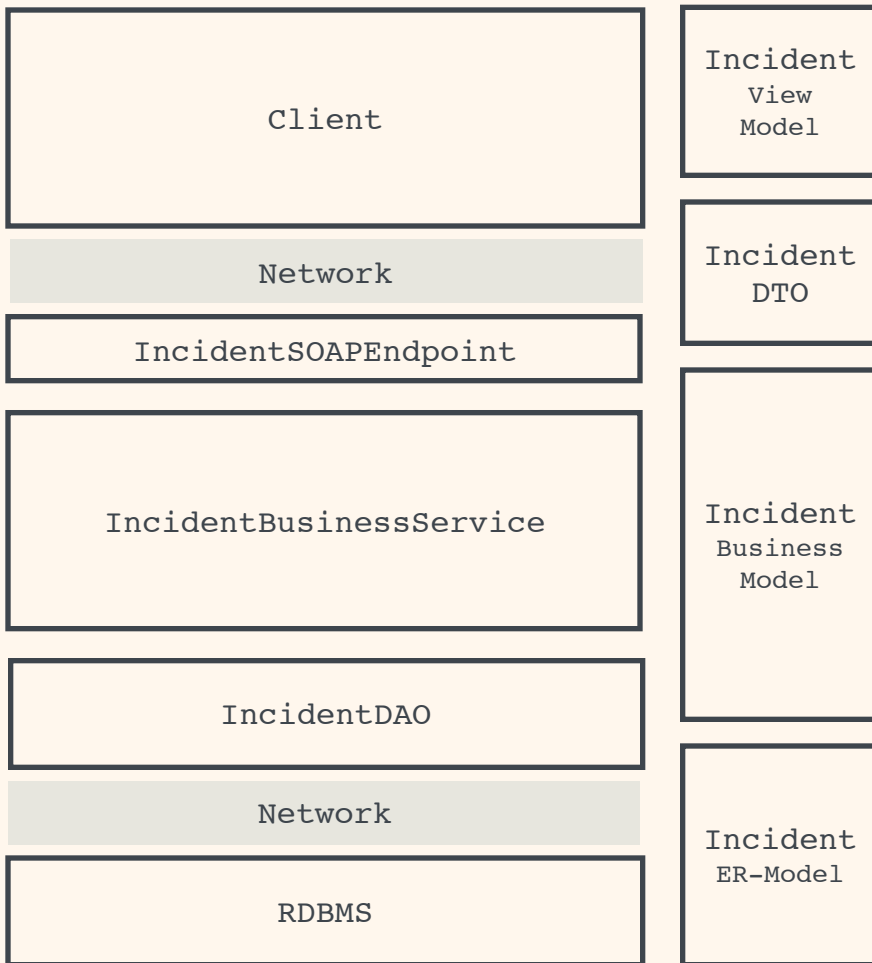 Client
Network
IncidentSOAPEndpoint
IncidentBusinessService
IncidentDAO
Network
RDBMS
Incident
View
Model
Incident
DTO
Incident
Business
Model
Incident
ER-Model